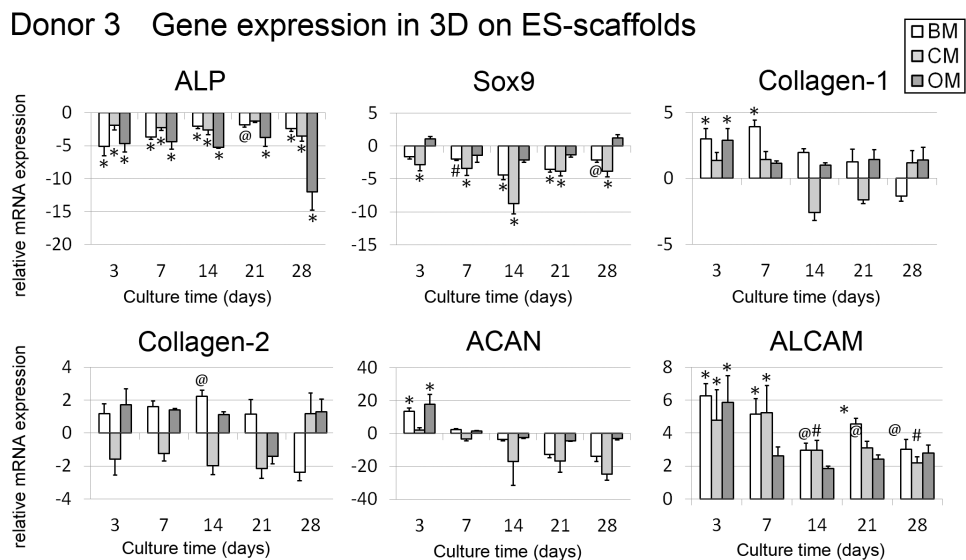 Donor 3 Gene expression in 3D on ES-scaffolds
BM
CM
OM
ALP
relative mRNA expression
0
-5
-10
-15
-20
* * * * * * * * * @ * * * *
3 7 14 21 28
Culture time (days)
Sox9
5
0
-5
-10
-15
* # * * * * * @ *
3 7 14 21 28
Culture time (days)
Collagen-1
5
0
-5
* * *
3 7 14 21 28
Culture time (days)
Collagen-2
relative mRNA expression
4
2
0
-2
-4
@
3 7 14 21 28
Culture time (days)
ACAN
40
20
0
-20
-40
* *
3 7 14 21 28
Culture time (days)
ALCAM
8
6
4
2
0
* * * * * @ # * @ @ #
3 7 14 21 28
Culture time (days)